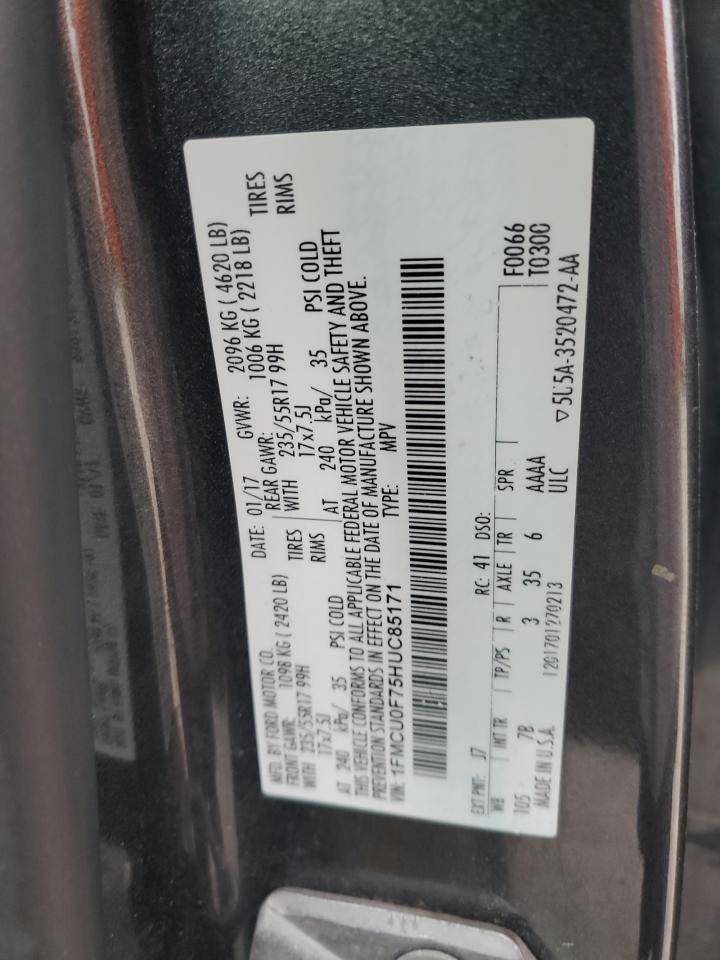 MFD. BY FORD MOTOR CO. DATE: 01/17 GVWR: 2096 KG ( 4620 LB)
FRONT GAWR: 1098 KG ( 2420 LB) REAR GAWR: 1006 KG ( 2218 LB)
WITH 235/55R17 99H TIRES WITH 235/55R17 99H TIRES
17x7.5J RIMS 17x7.5J RIMS
AT 240 kPa/ 35 PSI COLD AT 240 kPa/ 35 PSI COLD
THIS VEHICLE CONFORMS TO ALL APPLICABLE FEDERAL MOTOR VEHICLE SAFETY AND THEFT
PREVENTION STANDARDS IN EFFECT ON THE DATE OF MANUFACTURE SHOWN ABOVE.
VIN: 1FMCU0F75HUC85171 TYPE: MPV
EXT PNT: J7 RC: 41 DSO: F0066
WB INT TR TP/PS R AXLE TR SPR T0300
105 7B 3 35 6 AAAA
MADE IN U.S.A. 1201701270213 ULC ▽5U5A-3520472-AA